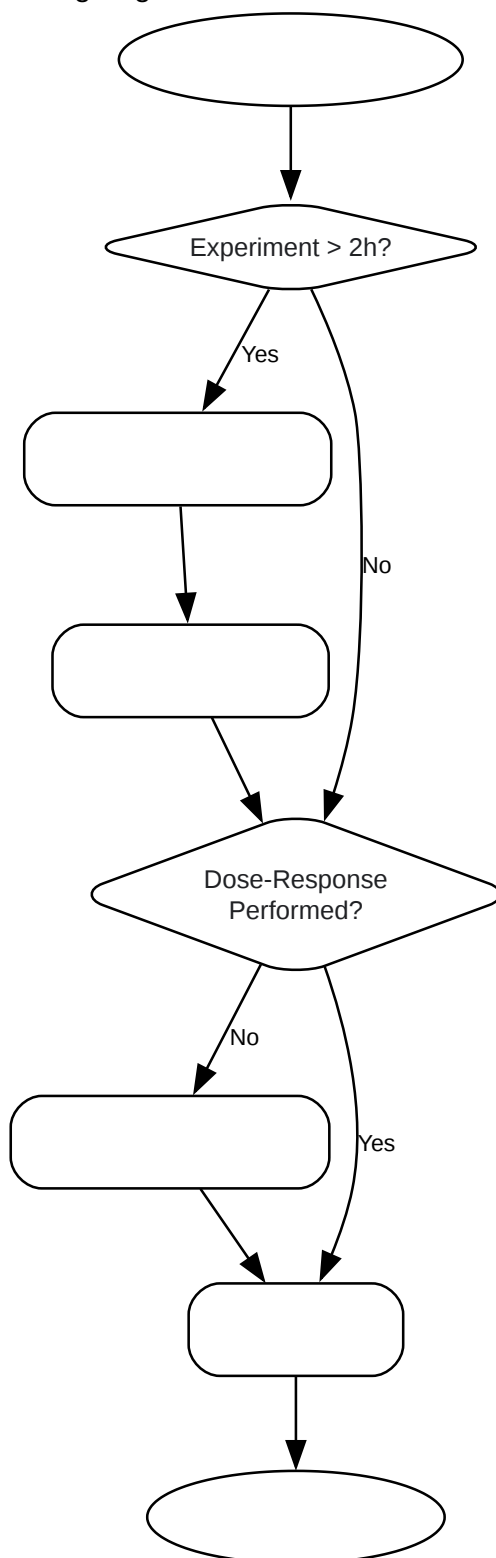 Experiment > 2h?
Yes
No
Dose-Response
Performed?
No
Yes